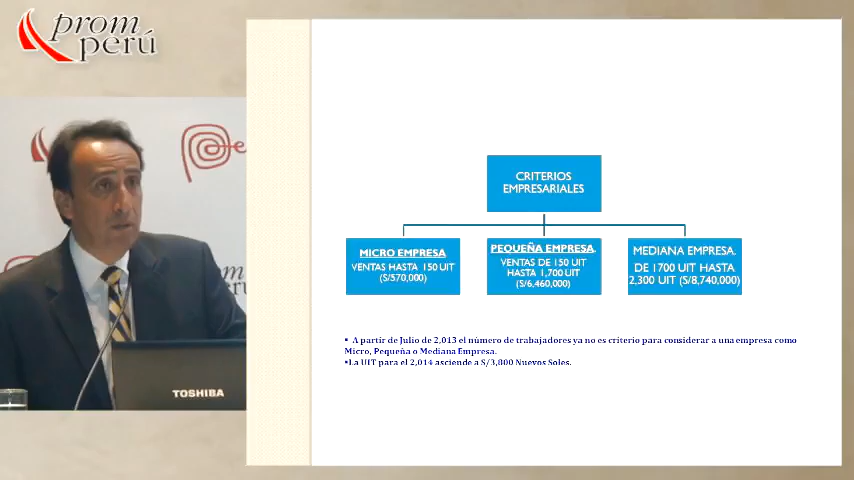 prom
perú
CRITERIOS
EMPRESARIALES
MICRO EMPRESA
VENTAS HASTA 150 UIT
(S/570,000)
PEQUEÑA EMPRESA.
VENTAS DE 150 UIT
HASTA 1,700 UIT
(S/6,460,000)
MEDIANA EMPRESA.
DE 1700 UIT HASTA
2,300 UIT (S/8,740,000)
▪ A partir de Julio de 2,013 el número de trabajadores ya no es criterio para considerar a una empresa como
Micro, Pequeña o Mediana Empresa.
▪La UIT para el 2,014 asciende a S/3,800 Nuevos Soles.
TOSHIBA